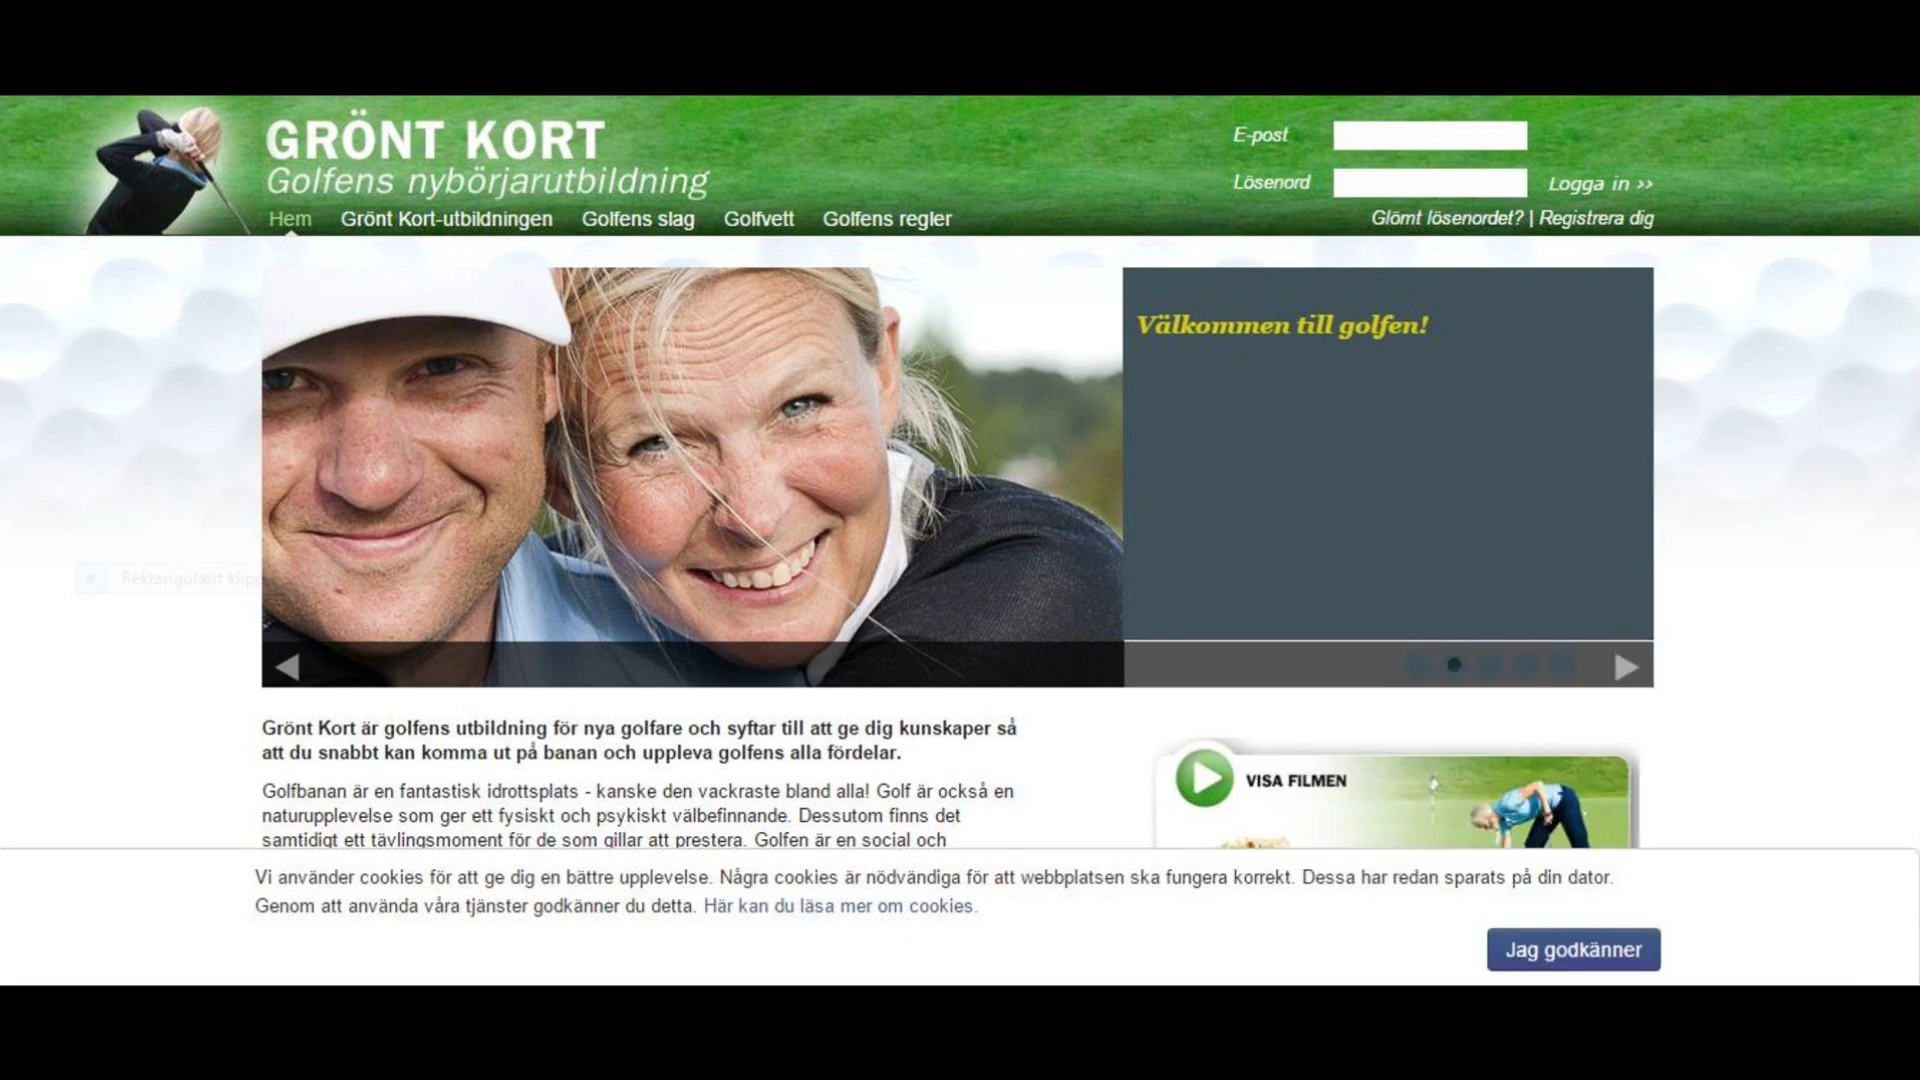 GRÖNT KORT
Golfens nybörjarutbildning
Hem Grönt Kort-utbildningen Golfens slag Golfvett Golfens regler
E-post
Lösenord Logga in >>
Glömt lösenordet? | Registrera dig
Välkommen till golfen!
Rektangulært klipp
Grönt Kort är golfens utbildning för nya golfare och syftar till att ge dig kunskaper så
att du snabbt kan komma ut på banan och uppleva golfens alla fördelar.
Golfbanan är en fantastisk idrottsplats - kanske den vackraste bland alla! Golf är också en
naturupplevelse som ger ett fysiskt och psykiskt välbefinnande. Dessutom finns det
samtidigt ett tävlingsmoment för de som gillar att prestera. Golfen är en social och
VISA FILMEN
Vi använder cookies för att ge dig en bättre upplevelse. Några cookies är nödvändiga för att webbplatsen ska fungera korrekt. Dessa har redan sparats på din dator.
Genom att använda våra tjänster godkänner du detta. Här kan du läsa mer om cookies.
Jag godkänner